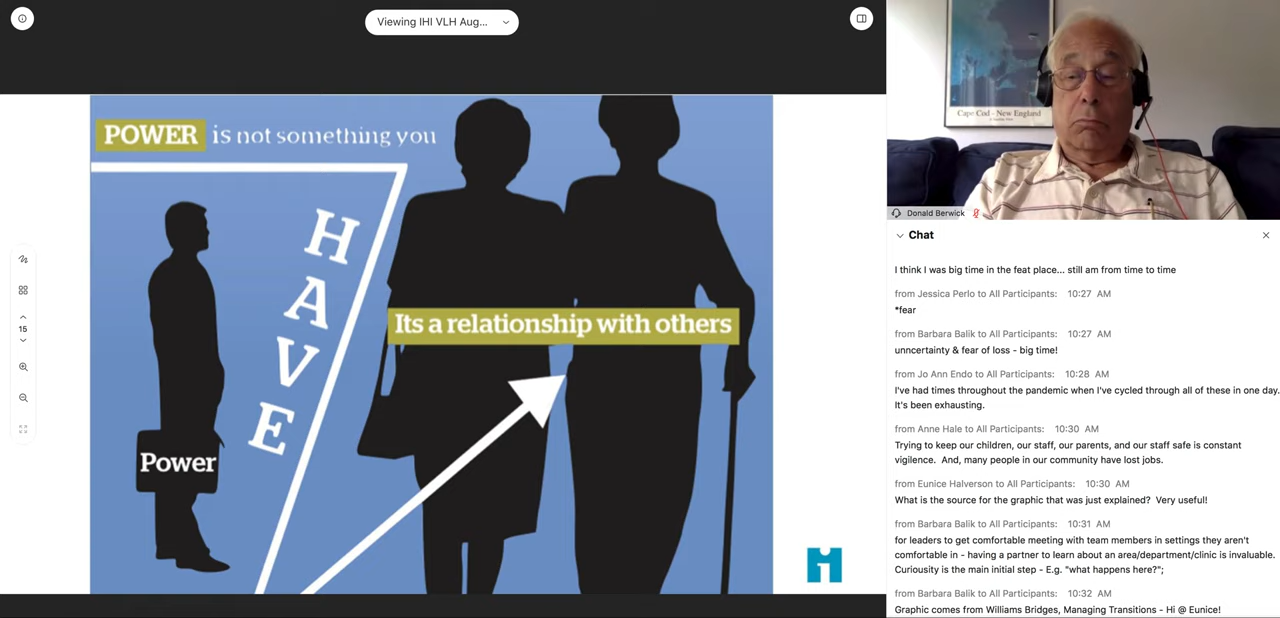 Viewing IHI VLH Aug...
POWER is not something you
HAVE
Its a relationship with others
Power
15
Cape Cod - New England
Donald Berwick
Chat
I think I was big time in the feat place... still am from time to time
from Jessica Perlo to All Participants: 10:27 AM
*fear
from Barbara Balik to All Participants: 10:27 AM
unncertainty & fear of loss - big time!
from Jo Ann Endo to All Participants: 10:28 AM
I've had times throughout the pandemic when I've cycled through all of these in one day.
It's been exhausting.
from Anne Hale to All Participants: 10:30 AM
Trying to keep our children, our staff, our parents, and our staff safe is constant
vigilence. And, many people in our community have lost jobs.
from Eunice Halverson to All Participants: 10:30 AM
What is the source for the graphic that was just explained? Very useful!
from Barbara Balik to All Participants: 10:31 AM
for leaders to get comfortable meeting with team members in settings they aren't
comfortable in - having a partner to learn about an area/department/clinic is invaluable.
Curiousity is the main initial step - E.g. "what happens here?";
from Barbara Balik to All Participants: 10:32 AM
Graphic comes from Williams Bridges, Managing Transitions - Hi @ Eunice!